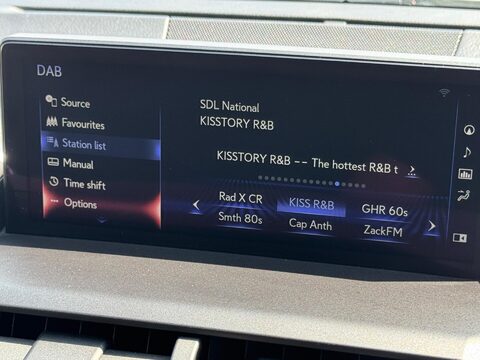 DAB
Source
Favourites
Station list
Manual
Time shift
Options
SDL National
KISSTORY R&B
KISSTORY R&B -- The hottest R&B t
Rad X CR
KISS R&B
GHR 60s
Smth 80s
Cap Anth
ZackFM